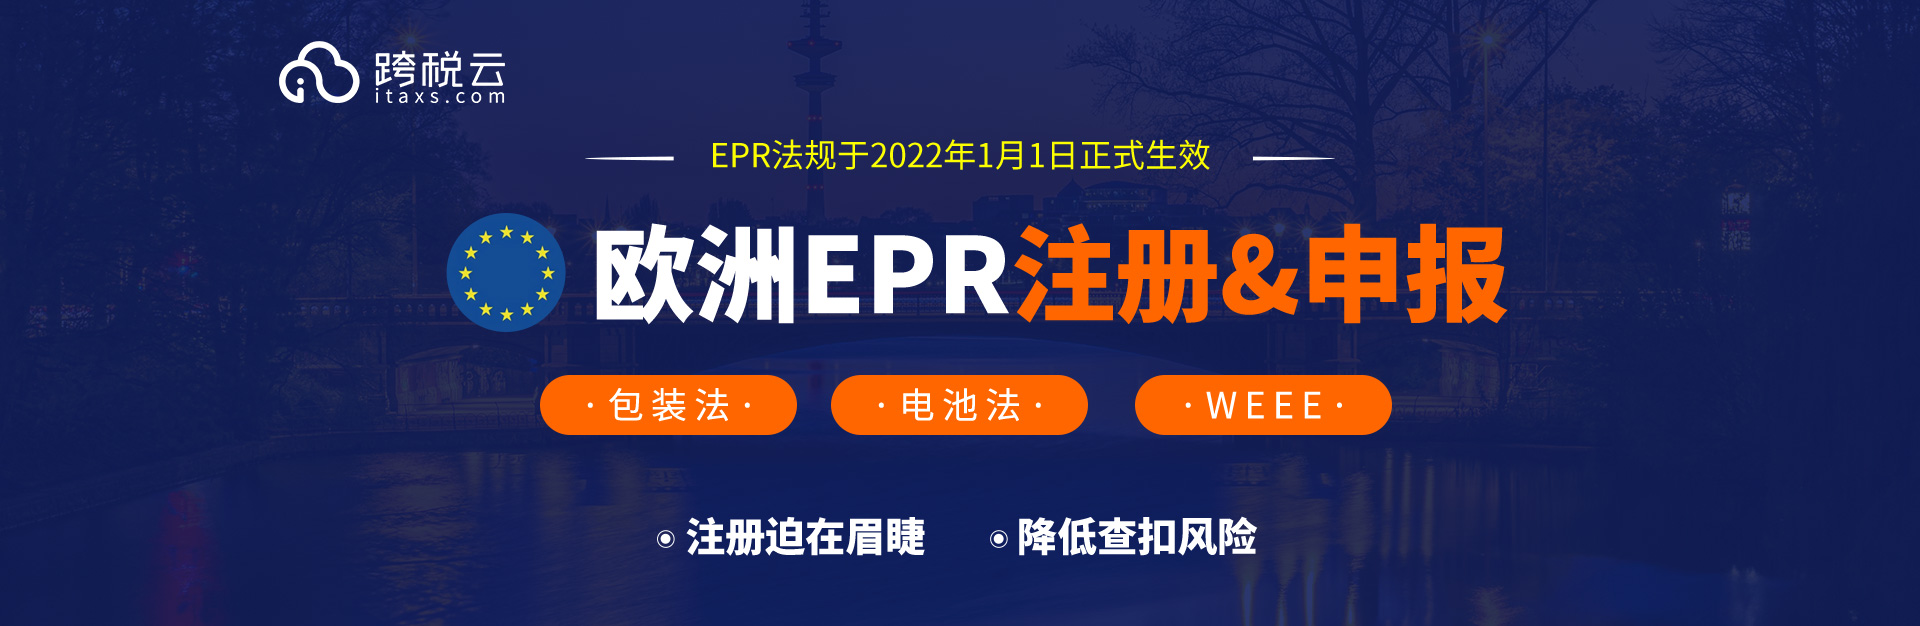 跨税云
itaxs.com
EPR法规于2022年1月1日正式生效
欧洲EPR注册&申报
·包装法· ·电池法· ·WEEE·
注册迫在眉睫 降低查扣风险